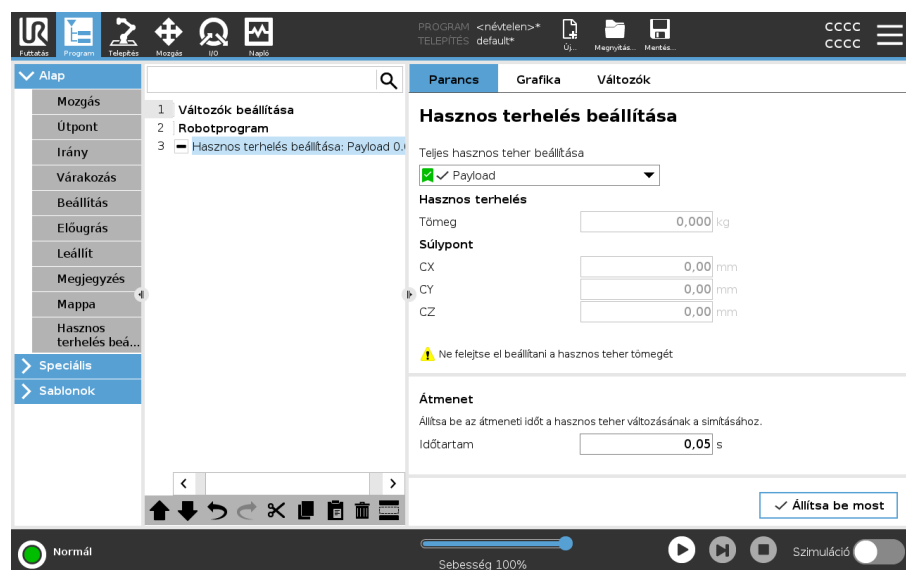 PROGRAM <névtelen>*
TELEPÍTÉS default*
CCCC
CCCC
Futtatás Program Telepítés Mozgás I/O Napló Új... Megnyitás... Mentés...
Alap
Mozgás
Útpont
Irány
Várakozás
Beállítás
Előugrás
Leállít
Megjegyzés
Mappa
Hasznos
terhelés beá...
Speciális
Sablonok
1 Változók beállítása
2 Robotprogram
3 Hasznos terhelés beállítása: Payload 0.
Parancs Grafika Változók
Hasznos terhelés beállítása
Teljes hasznos teher beállítása
Payload
Hasznos terhelés
Tömeg 0,000 kg
Súlypont
CX 0,00 mm
CY 0,00 mm
CZ 0,00 mm
Ne felejtse el beállítani a hasznos teher tömegét
Átmenet
Állítsa be az átmeneti időt a hasznos teher változásának a simításához.
Időtartam 0,05 s
Állítsa be most
Normál
Sebesség 100%
Szimuláció